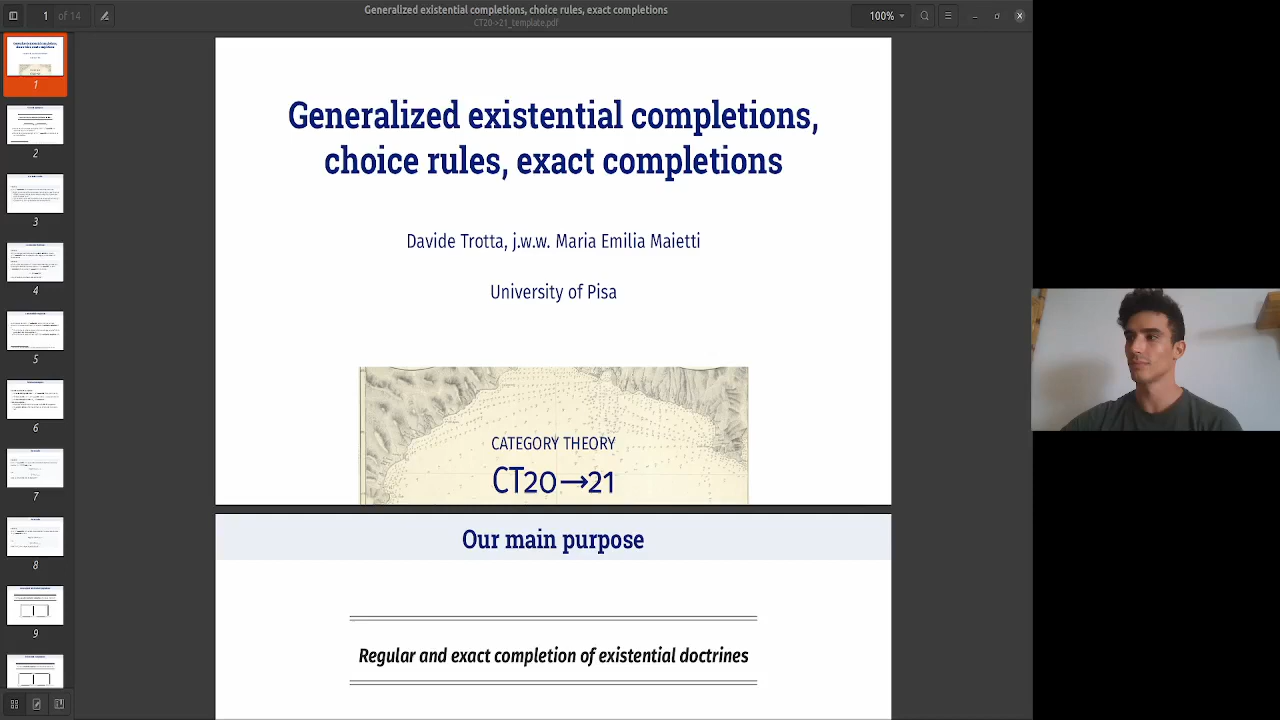 Generalized existential completions, choice rules, exact completions
CT20->21_template.pdf
1 of 14
100%
Generalized existential completions,
choice rules, exact completions
Davide Trotta, j.w.w. Maria Emilia Maietti
University of Pisa
CATEGORY THEORY
CT20→21
Our main purpose
Regular and exact completion of existential doctrines
1
2
3
4
5
6
7
8
9